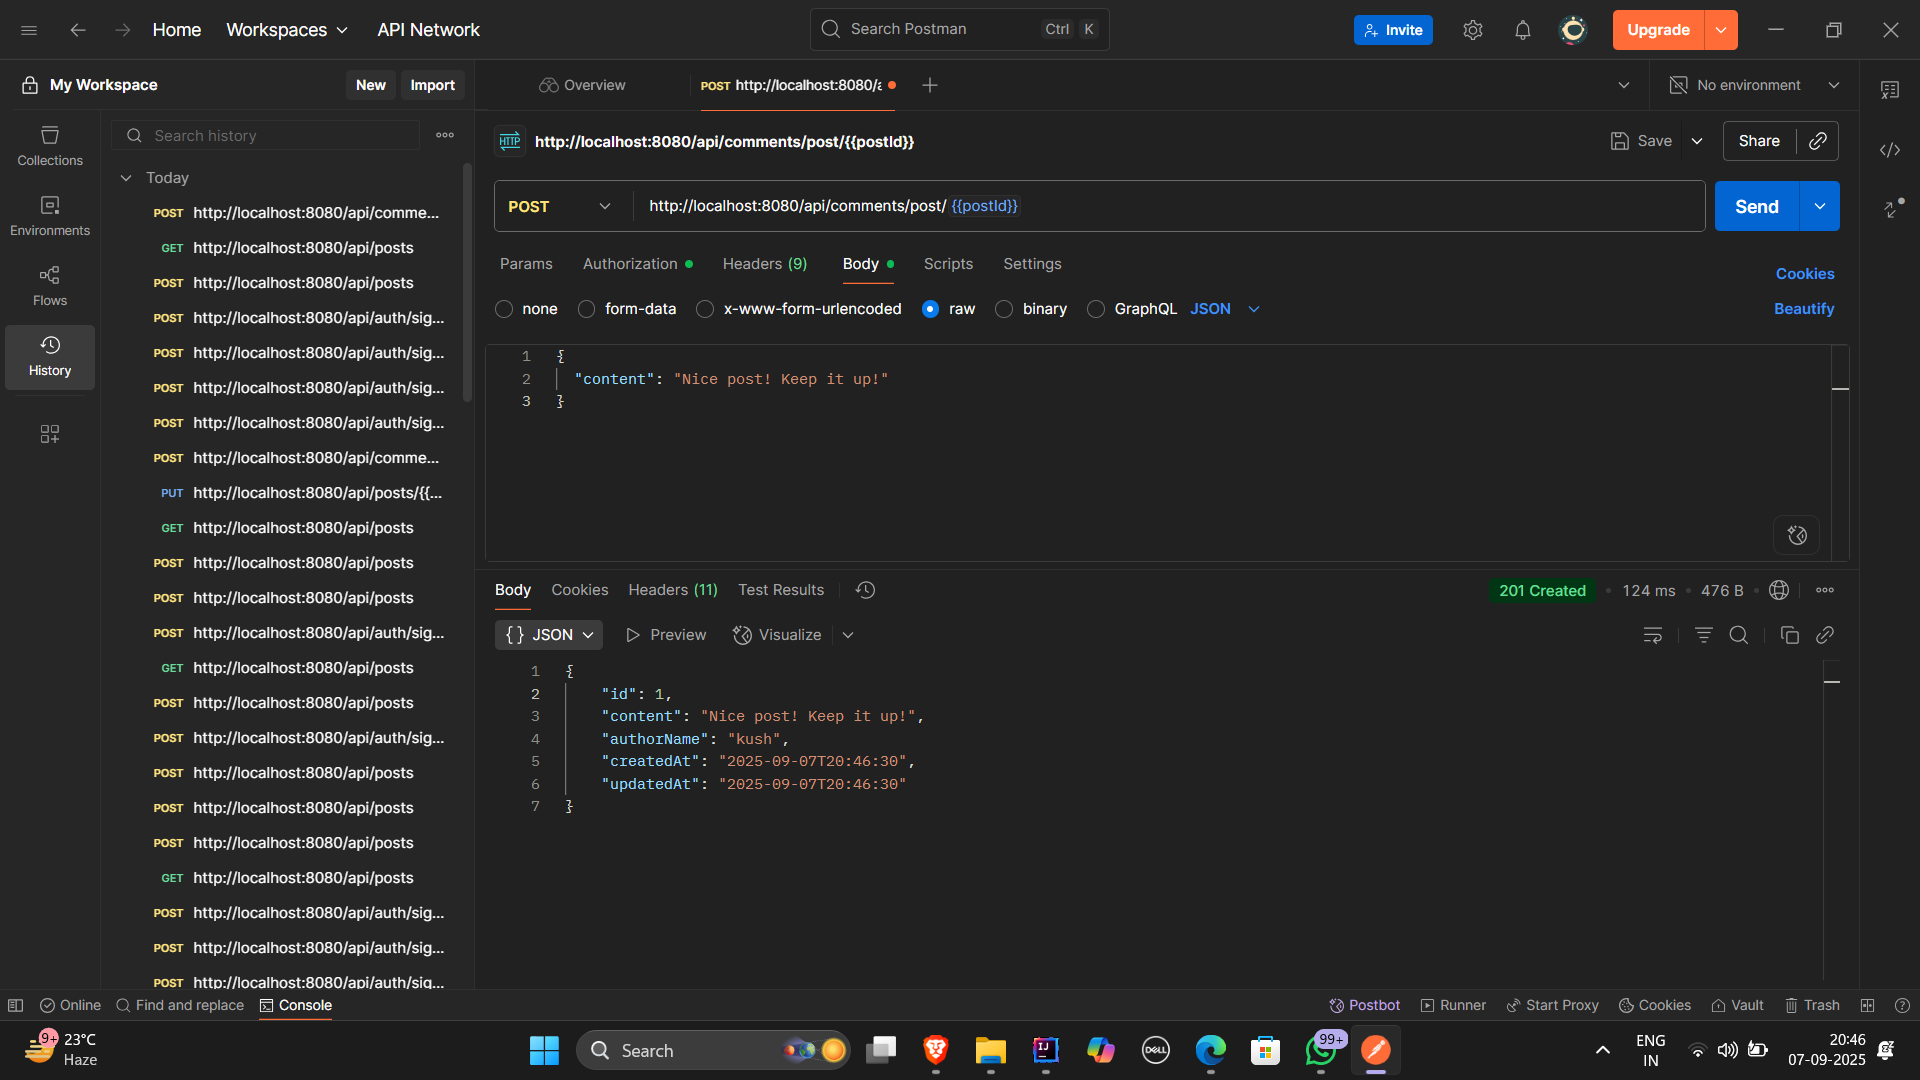 Home
Workspaces
API Network
Search Postman
Ctrl
K
Invite
Upgrade
My Workspace
New
Import
Overview
POST http://localhost:8080/a
No environment
Collections
Environments
Flows
History
Search history
Today
POST http://localhost:8080/api/comme...
GET http://localhost:8080/api/posts
POST http://localhost:8080/api/posts
POST http://localhost:8080/api/auth/sig...
POST http://localhost:8080/api/auth/sig...
POST http://localhost:8080/api/auth/sig...
POST http://localhost:8080/api/auth/sig...
POST http://localhost:8080/api/comme...
PUT http://localhost:8080/api/posts/{{...
GET http://localhost:8080/api/posts
POST http://localhost:8080/api/posts
POST http://localhost:8080/api/posts
POST http://localhost:8080/api/auth/sig...
GET http://localhost:8080/api/posts
POST http://localhost:8080/api/posts
POST http://localhost:8080/api/auth/sig...
POST http://localhost:8080/api/posts
POST http://localhost:8080/api/posts
POST http://localhost:8080/api/posts
GET http://localhost:8080/api/posts
POST http://localhost:8080/api/auth/sig...
POST http://localhost:8080/api/auth/sig...
POST http://localhost:8080/api/auth/sig...
HTTP http://localhost:8080/api/comments/post/{{postId}}
Save
Share
POST
http://localhost:8080/api/comments/post/ {{postId}}
Send
Params
Authorization
Headers (9)
Body
Scripts
Settings
Cookies
none
form-data
x-www-form-urlencoded
raw
binary
GraphQL
JSON
Beautify
1 {
2 "content": "Nice post! Keep it up!"
3 }
Body
Cookies
Headers (11)
Test Results
201 Created
124 ms
476 B
{} JSON
Preview
Visualize
1 {
2 "id": 1,
3 "content": "Nice post! Keep it up!",
4 "authorName": "kush",
5 "createdAt": "2025-09-07T20:46:30",
6 "updatedAt": "2025-09-07T20:46:30"
7 }
Online
Find and replace
Console
Postbot
Runner
Start Proxy
Cookies
Vault
Trash
9+
23°C
Haze
Search
IJ
DELL
99+
ENG
IN
20:46
07-09-2025